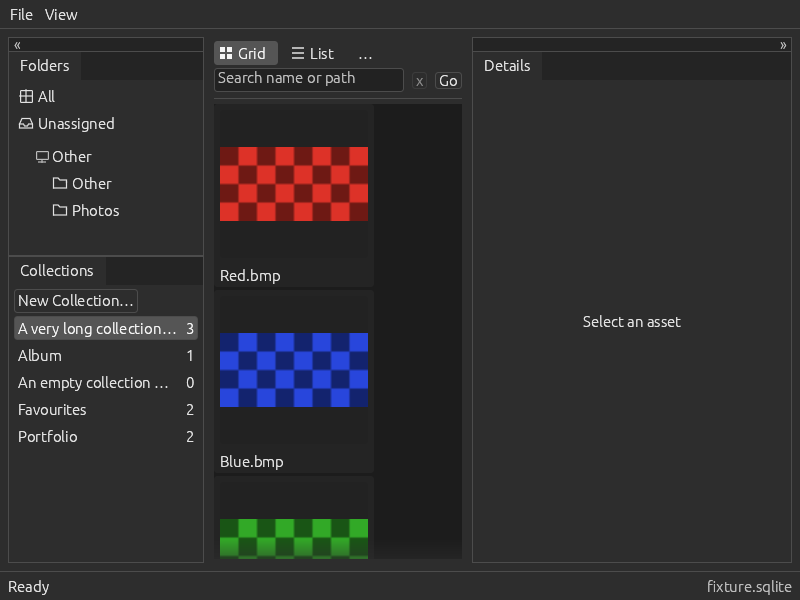 File View
«
Folders
All
Unassigned
Other
Other
Photos
Collections
New Collection...
A very long collection... 3
Album 1
An empty collection ... 0
Favourites 2
Portfolio 2
Grid List ...
Search name or path x Go
Red.bmp
Blue.bmp
»
Details
Select an asset
Ready
fixture.sqlite